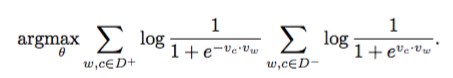 argmax_θ ∑_{w,c∈D+} log 1/(1 + e^{−v_c·v_w}) ∑_{w,c∈D−} log 1/(1 + e^{v_c·v_w}).